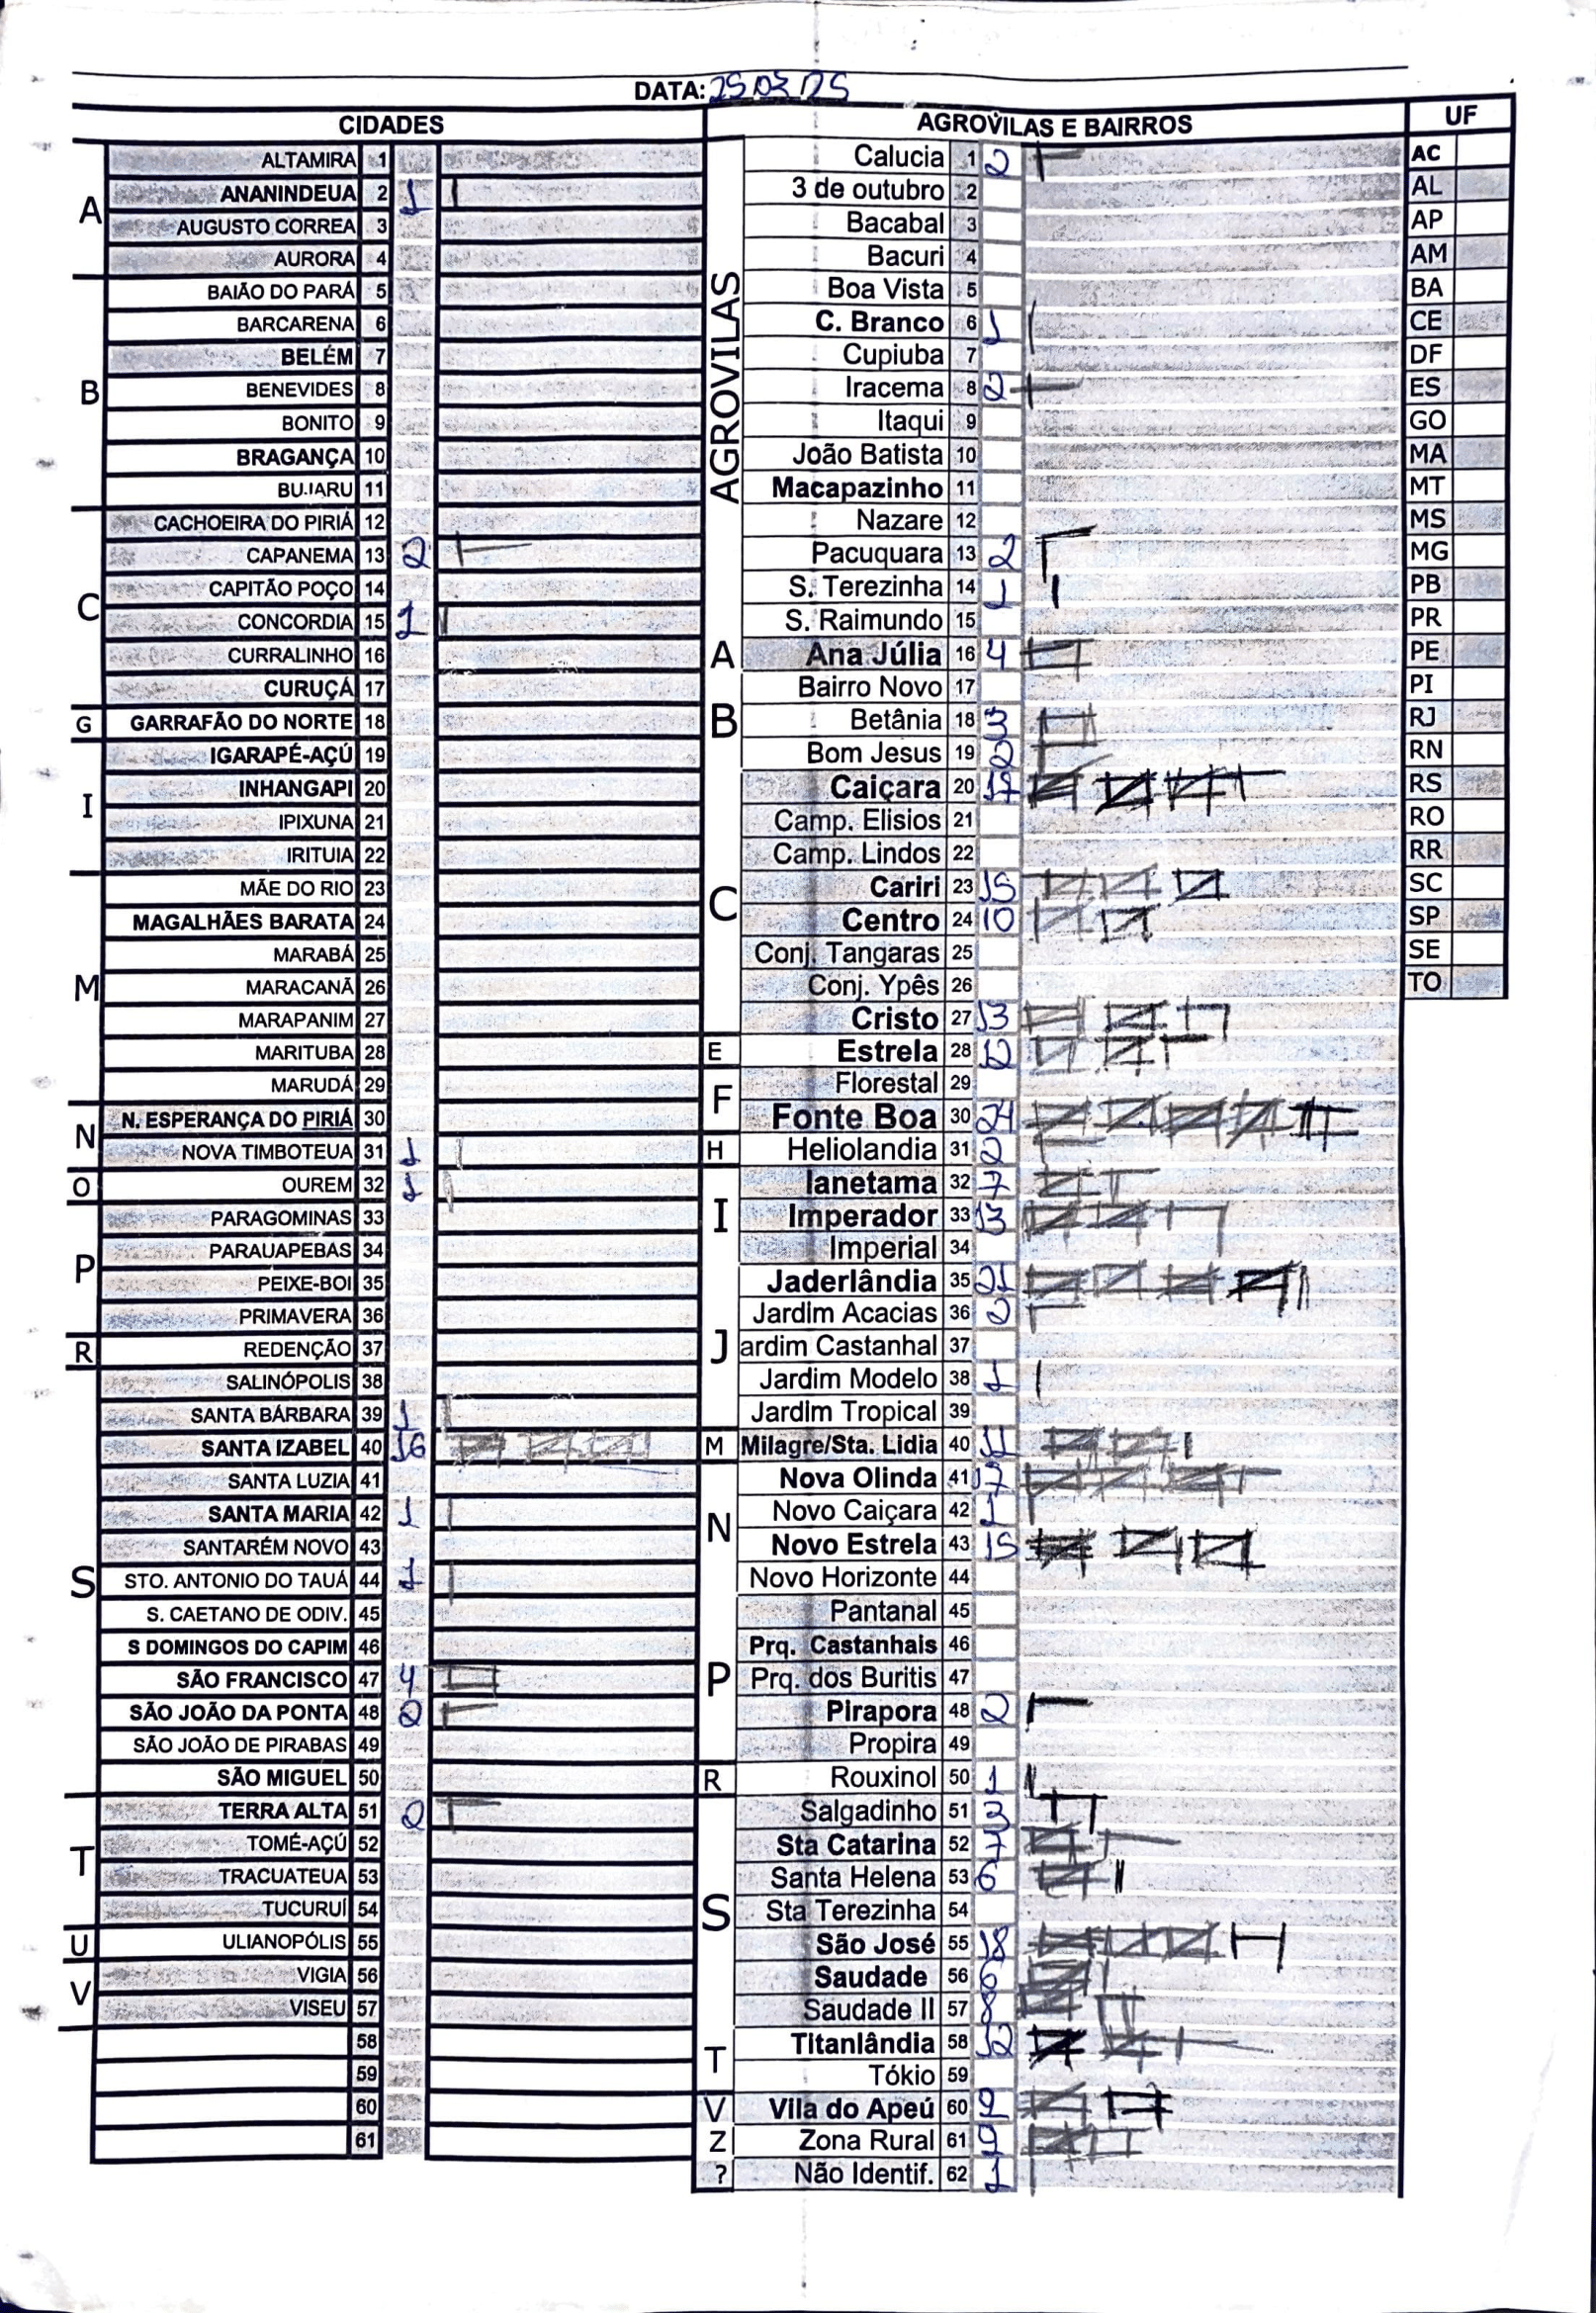 DATA: 25 03 25
CIDADES
A
ALTAMIRA 1
ANANINDEUA 2 1
AUGUSTO CORREA 3
AURORA 4
B
BAIÃO DO PARÁ 5
BARCARENA 6
BELÉM 7
BENEVIDES 8
BONITO 9
BRAGANÇA 10
BUJARU 11
C
CACHOEIRA DO PIRIÁ 12
CAPANEMA 13 2
CAPITÃO POÇO 14
CONCORDIA 15 1
CURRALINHO 16
CURUÇÁ 17
G
GARRAFÃO DO NORTE 18
I
IGARAPÉ-AÇÚ 19
INHANGAPI 20
IPIXUNA 21
IRITUIA 22
M
MÃE DO RIO 23
MAGALHÃES BARATA 24
MARABÁ 25
MARACANÃ 26
MARAPANIM 27
MARITUBA 28
MARUDÁ 29
N
N. ESPERANÇA DO PIRIÁ 30
NOVA TIMBOTEUA 31 1
O
OUREM 32 1
P
PARAGOMINAS 33
PARAUAPEBAS 34
PEIXE-BOI 35
PRIMAVERA 36
R
REDENÇÃO 37
S
SALINÓPOLIS 38
SANTA BÁRBARA 39 1
SANTA IZABEL 40 16
SANTA LUZIA 41
SANTA MARIA 42 1
SANTARÉM NOVO 43
STO. ANTONIO DO TAUÁ 44 1
S. CAETANO DE ODIV. 45
S DOMINGOS DO CAPIM 46
SÃO FRANCISCO 47 4
SÃO JOÃO DA PONTA 48 2
SÃO JOÃO DE PIRABAS 49
SÃO MIGUEL 50
T
TERRA ALTA 51 2
TOMÉ-AÇÚ 52
TRACUATEUA 53
TUCURUÍ 54
U
ULIANOPÓLIS 55
V
VIGIA 56
VISEU 57
58
59
60
61
AGROVILAS E BAIRROS
AGROVILAS
Calucia 1 2
3 de outubro 2
Bacabal 3
Bacuri 4
Boa Vista 5
C. Branco 6 1
Cupiuba 7
Iracema 8 2
Itaqui 9
João Batista 10
Macapazinho 11
Nazare 12
Pacuquara 13 2
S. Terezinha 14 1
S. Raimundo 15
A
Ana Júlia 16 4
B
Bairro Novo 17
Betânia 18 3
Bom Jesus 19 2
C
Caiçara 20 17
Camp. Elisios 21
Camp. Lindos 22
Cariri 23 15
Centro 24 10
Conj. Tangaras 25
Conj. Ypês 26
Cristo 27 13
E
Estrela 28 12
F
Florestal 29
Fonte Boa 30 24
H
Heliolandia 31 2
I
Ianetama 32 7
Imperador 33 13
Imperial 34
J
Jaderlândia 35 21
Jardim Acacias 36 2
ardim Castanhal 37
Jardim Modelo 38 1
Jardim Tropical 39
M
Milagre/Sta. Lidia 40 11
N
Nova Olinda 41 17
Novo Caiçara 42 1
Novo Estrela 43 15
Novo Horizonte 44
P
Pantanal 45
Prq. Castanhais 46
Prq. dos Buritis 47
Pirapora 48 2
Propira 49
R
Rouxinol 50 1
S
Salgadinho 51 3
Sta Catarina 52 7
Santa Helena 53 6
Sta Terezinha 54
São José 55 18
Saudade 56 6
Saudade II 57 8
T
Titanlândia 58 12
Tókio 59
V
Vila do Apeú 60 9
Z
Zona Rural 61 9
?
Não Identif. 62 1
UF
AC
AL
AP
AM
BA
CE
DF
ES
GO
MA
MT
MS
MG
PB
PR
PE
PI
RJ
RN
RS
RO
RR
SC
SP
SE
TO